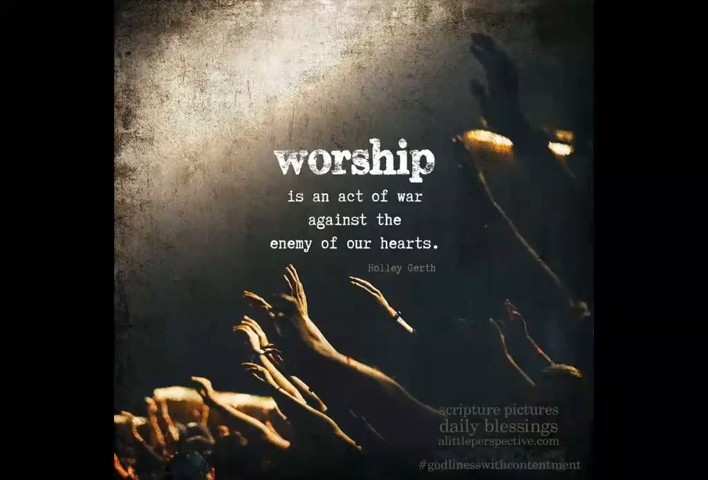 worship
is an act of war
against the
enemy of our hearts.
Holley Gerth
scripture pictures
daily blessings
alittleperspective.com
#godlinesswithcontentment